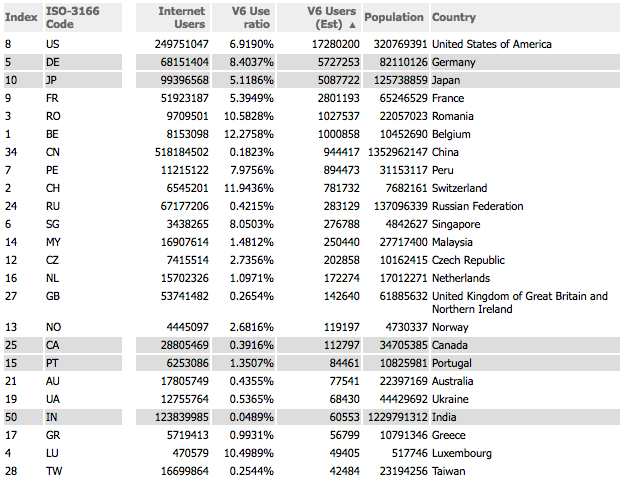 Index ISO-3166 Code Internet Users V6 Use ratio V6 Users (Est) ▲ Population Country
8 US 249751047 6.9190% 17280200 320769391 United States of America
5 DE 68151404 8.4037% 5727253 82110126 Germany
10 JP 99396568 5.1186% 5087722 125738859 Japan
9 FR 51923187 5.3949% 2801193 65246529 France
3 RO 9709501 10.5828% 1027537 22057023 Romania
1 BE 8153098 12.2758% 1000858 10452690 Belgium
34 CN 518184502 0.1823% 944417 1352962147 China
7 PE 11215122 7.9756% 894473 31153117 Peru
2 CH 6545201 11.9436% 781732 7682161 Switzerland
24 RU 67177206 0.4215% 283129 137096339 Russian Federation
6 SG 3438265 8.0503% 276788 4842627 Singapore
14 MY 16907614 1.4812% 250440 27717400 Malaysia
12 CZ 7415514 2.7356% 202858 10162415 Czech Republic
16 NL 15702326 1.0971% 172274 17012271 Netherlands
27 GB 53741482 0.2654% 142640 61885632 United Kingdom of Great Britain and
Northern Ireland
13 NO 4445097 2.6816% 119197 4730337 Norway
25 CA 28805469 0.3916% 112797 34705385 Canada
15 PT 6253086 1.3507% 84461 10825981 Portugal
21 AU 17805749 0.4355% 77541 22397169 Australia
19 UA 12755764 0.5365% 68430 44429692 Ukraine
50 IN 123839985 0.0489% 60553 1229791312 India
17 GR 5719413 0.9931% 56799 10791346 Greece
4 LU 470579 10.4989% 49405 517746 Luxembourg
28 TW 16699864 0.2544% 42484 23194256 Taiwan